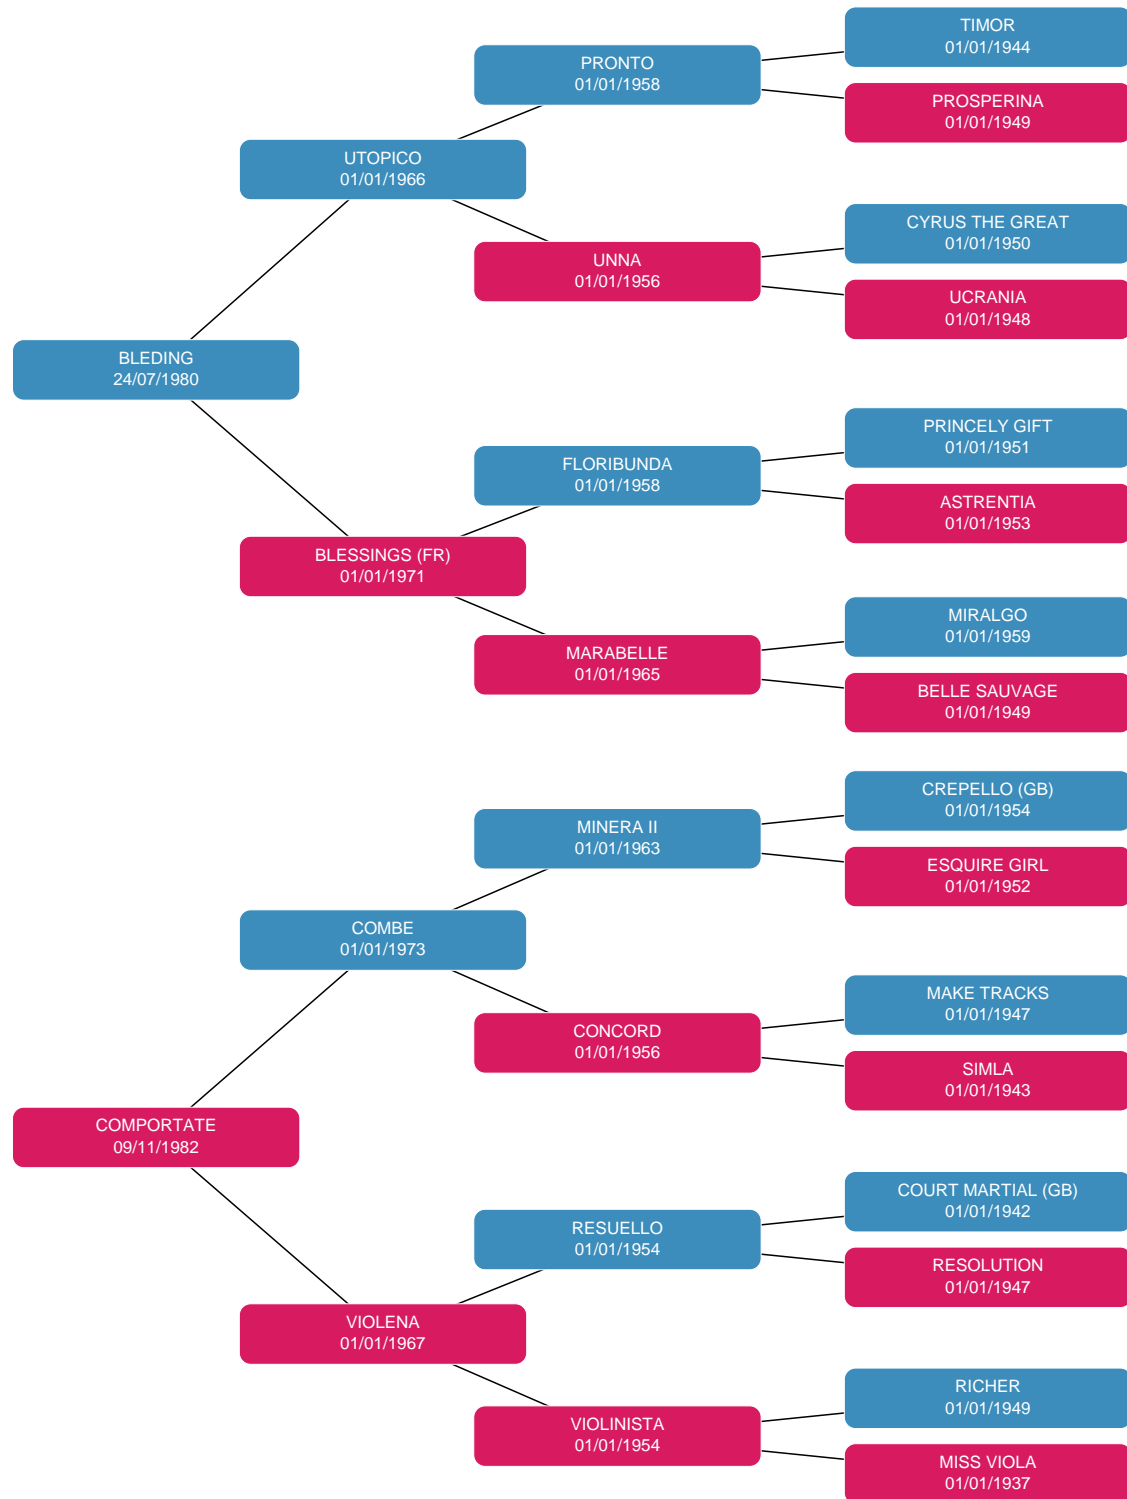 TIMOR
01/01/1944
PRONTO
01/01/1958
PROSPERINA
01/01/1949
UTOPICO
01/01/1966
CYRUS THE GREAT
01/01/1950
UNNA
01/01/1956
UCRANIA
01/01/1948
BLEDING
24/07/1980
PRINCELY GIFT
01/01/1951
FLORIBUNDA
01/01/1958
ASTRENTIA
01/01/1953
BLESSINGS (FR)
01/01/1971
MIRALGO
01/01/1959
MARABELLE
01/01/1965
BELLE SAUVAGE
01/01/1949
CREPELLO (GB)
01/01/1954
MINERA II
01/01/1963
ESQUIRE GIRL
01/01/1952
COMBE
01/01/1973
MAKE TRACKS
01/01/1947
CONCORD
01/01/1956
SIMLA
01/01/1943
COMPORTATE
09/11/1982
COURT MARTIAL (GB)
01/01/1942
RESUELLO
01/01/1954
RESOLUTION
01/01/1947
VIOLENA
01/01/1967
RICHER
01/01/1949
VIOLINISTA
01/01/1954
MISS VIOLA
01/01/1937